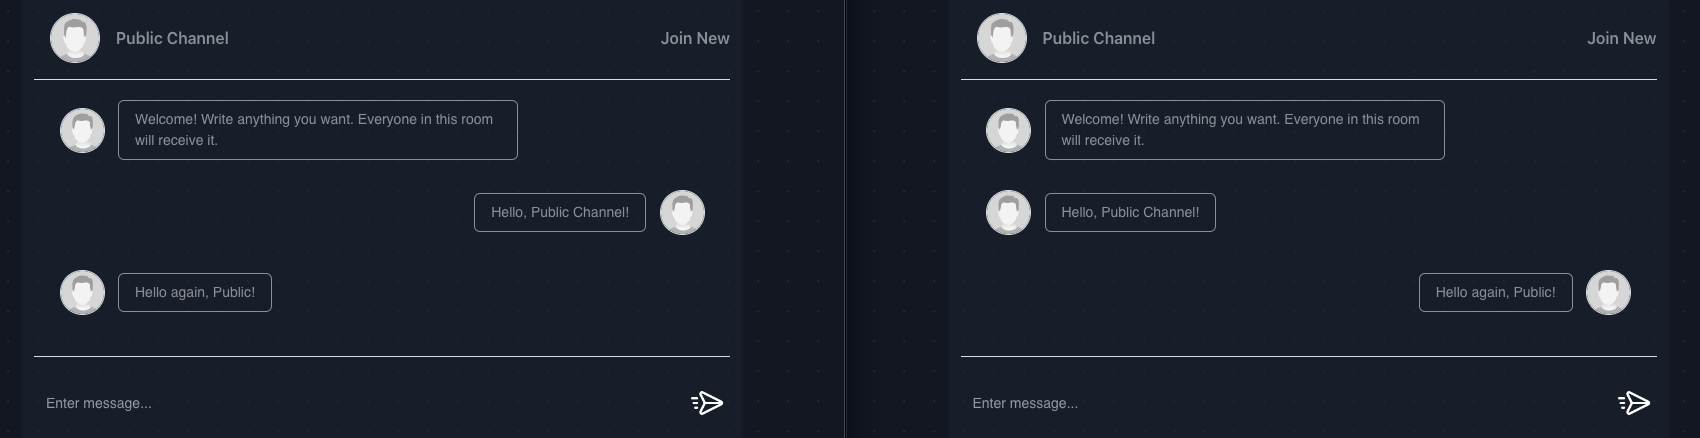 Public Channel
Join New
Welcome! Write anything you want. Everyone in this room
will receive it.
Hello, Public Channel!
Hello again, Public!
Enter message...
Public Channel
Join New
Welcome! Write anything you want. Everyone in this room
will receive it.
Hello, Public Channel!
Hello again, Public!
Enter message...